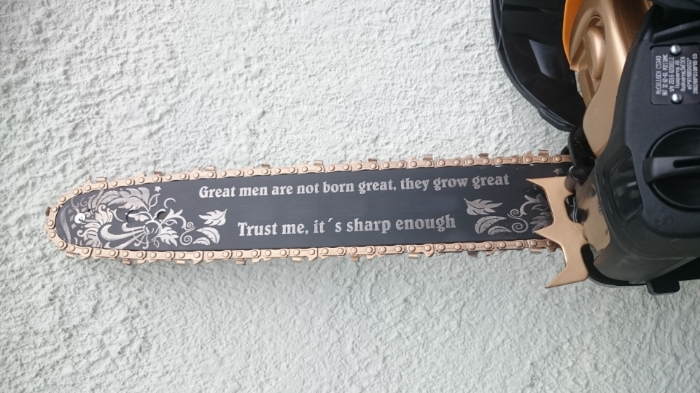 Great men are not born great, they grow great
Trust me, it´s sharp enough